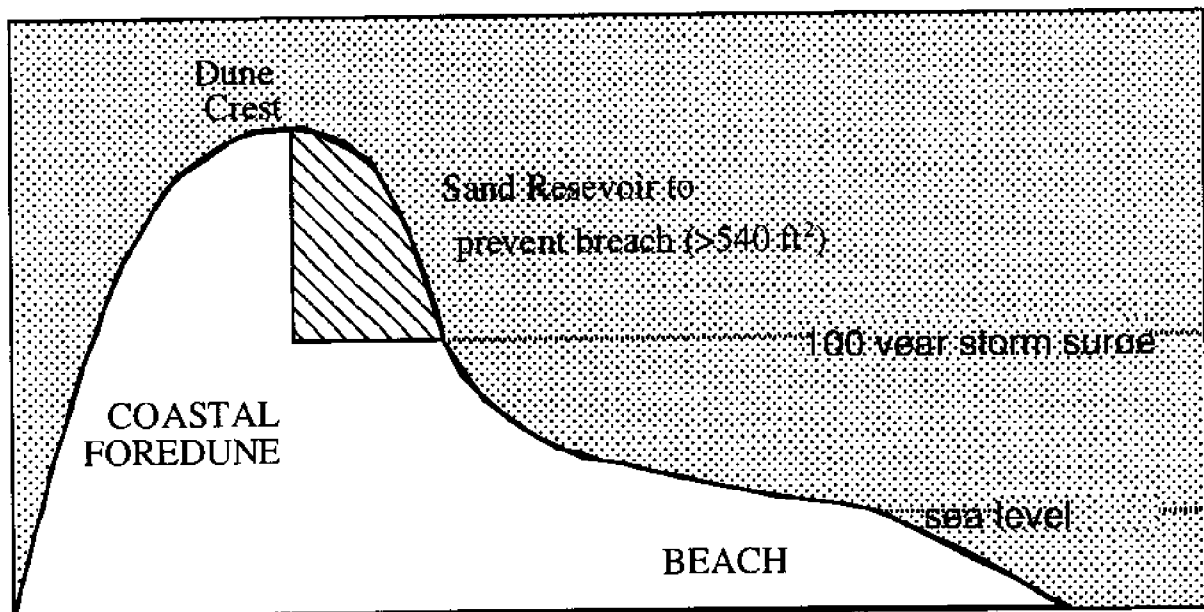 Dune
Crest
Sand Resevoir to
prevent breach (>540 ft²)
100 year storm surge
COASTAL
FOREDUNE
sea level
BEACH